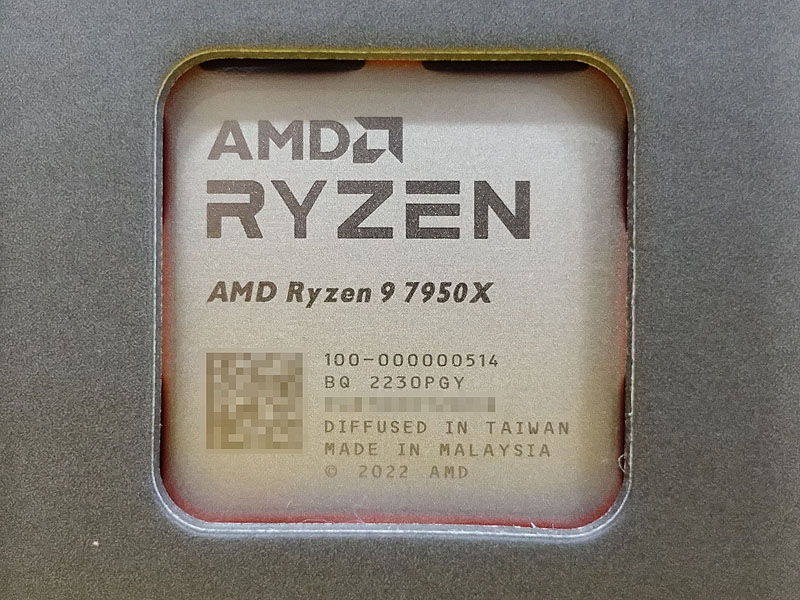 AMD
RYZEN
AMD Ryzen 9 7950X
100-000000514
BQ 2230PGY
DIFFUSED IN TAIWAN
MADE IN MALAYSIA
© 2022 AMD